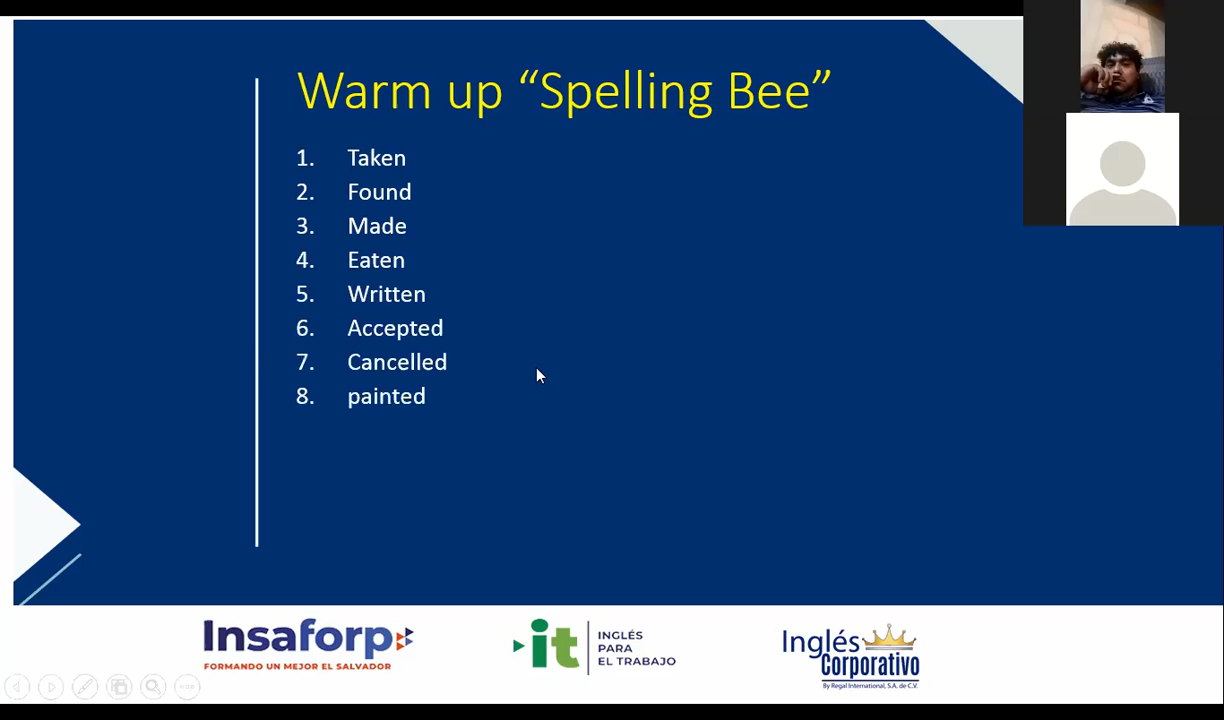 Warm up “Spelling Bee”
1. Taken
2. Found
3. Made
4. Eaten
5. Written
6. Accepted
7. Cancelled
8. painted
Insaforp
FORMANDO UN MEJOR EL SALVADOR
it
INGLÉS
PARA
EL TRABAJO
Inglés
Corporativo
By Regal International, S.A. de C.V.